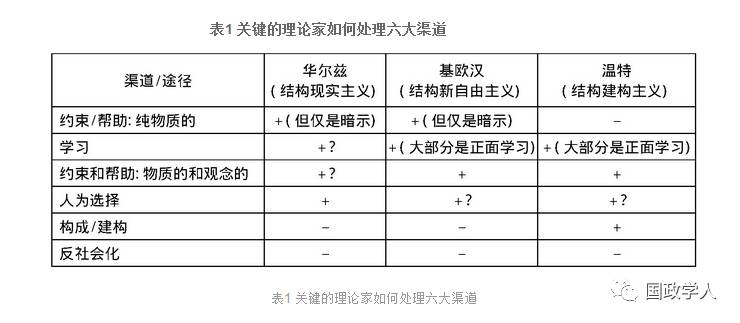 表1 关键的理论家如何处理六大渠道
渠道/途径 华尔兹 (结构现实主义) 基欧汉 (结构新自由主义) 温特 (结构建构主义)
约束/帮助: 纯物质的 +(但仅是暗示) +(但仅是暗示) −
学习 +? +(大部分是正面学习) +(大部分是正面学习)
约束和帮助: 物质的和观念的 +? + +
人为选择 + +? +?
构成/建构 − − +
反社会化 − − −
表1 关键的理论家如何处理六大渠道
国政学人